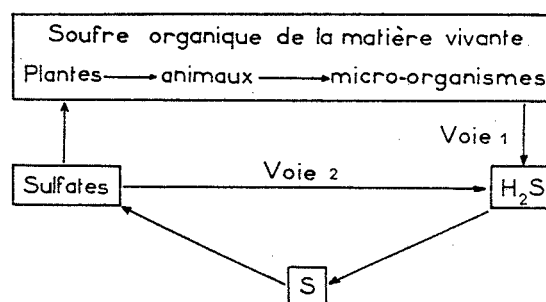 Soufre organique de la matière vivante
Plantes animaux micro-organismes
Voie 1
Sulfates Voie 2 H₂S
S